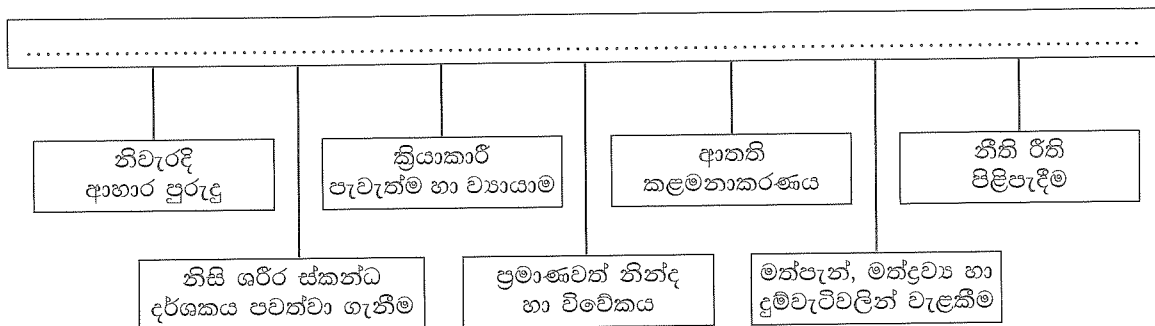 ................................................................................
නිවැරදි
ආහාර පුරුදු
ක්‍රියාකාරී
පැවැත්ම හා ව්‍යායාම
ආතති
කළමනාකරණය
නීති රීති
පිළිපැදීම
නිසි ශරීර ස්කන්ධ
දර්ශකය පවත්වා ගැනීම
ප්‍රමාණවත් නින්ද
හා විවේකය
මත්පැන්, මත්ද්‍රව්‍ය හා
දුම්වැටිවලින් වැළකීම